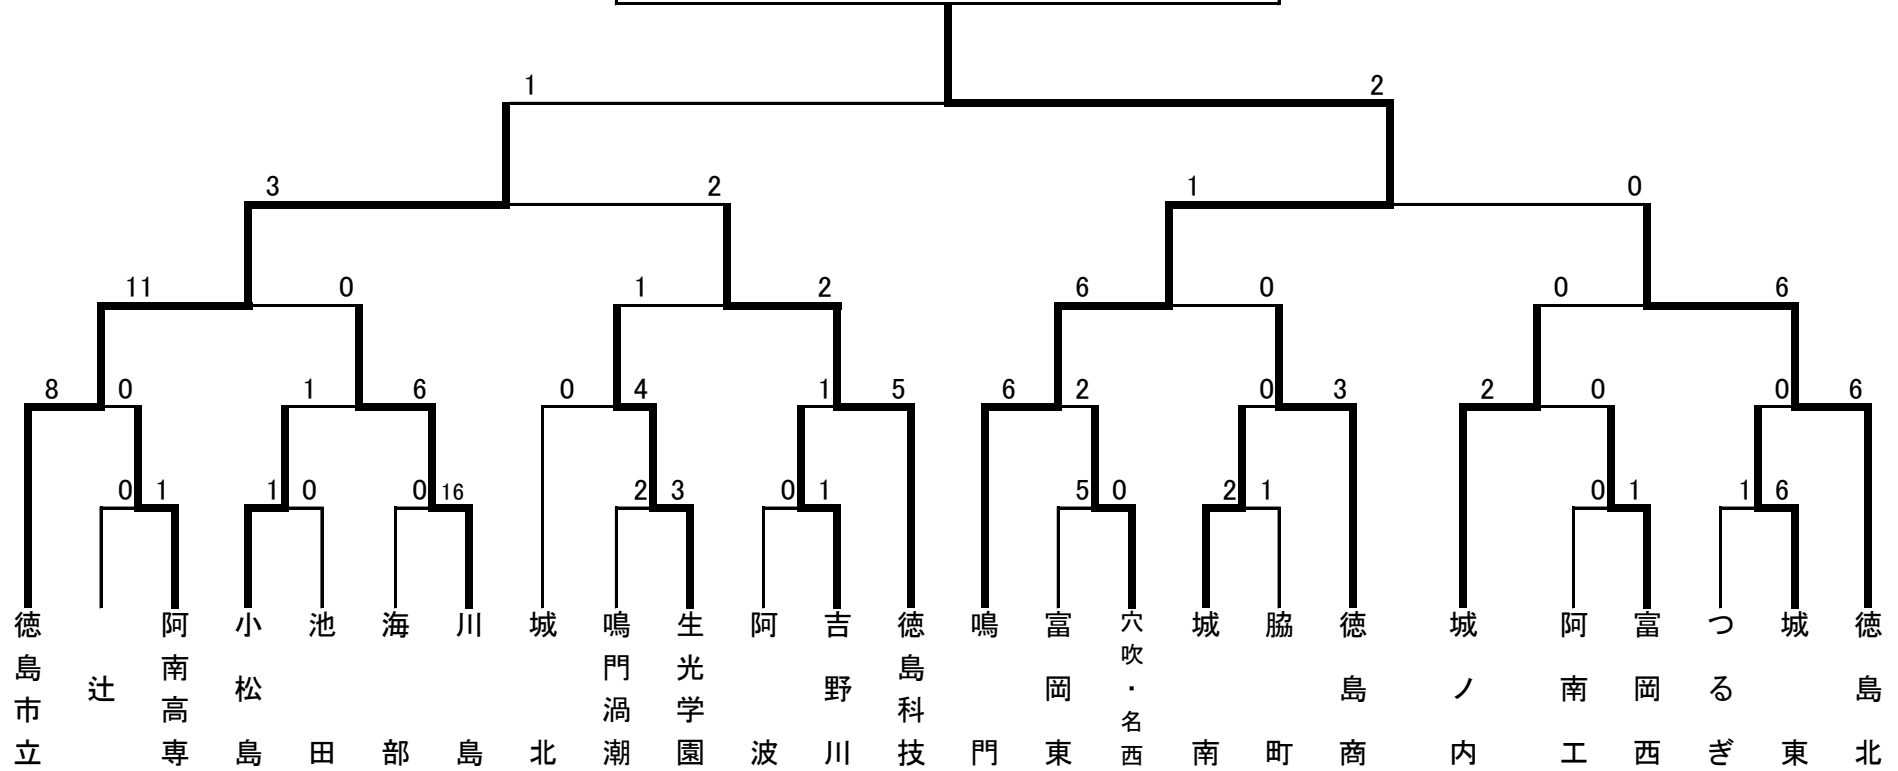 1 2
3 2 1 0
11 0 1 2 6 0 0 6
8 0 1 6 0 4 1 5 6 2 0 3 2 0 0 6
0 1 1 0 0 16 2 3 0 1 5 0 2 1 0 1 1 6
徳島市立
辻
阿南高専
小松島
池田
海部
川島
城北
鳴門渦潮
生光学園
阿波
吉野川
徳島科技
鳴門
富岡東
穴吹・名西
城南
脇町
徳島商
城ノ内
阿南工
富岡西
つるぎ
城東
徳島北